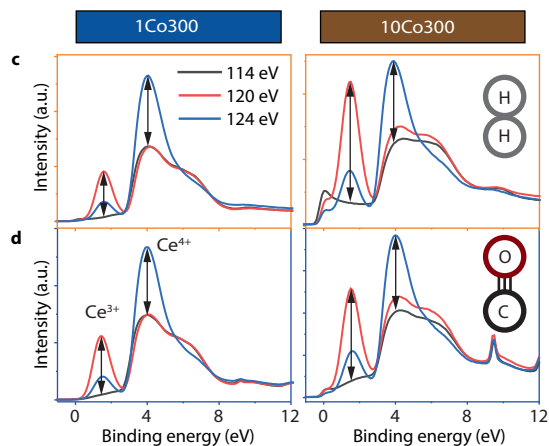 1Co300
10Co300
c
114 eV
120 eV
124 eV
Intensity (a.u.)
H
H
d
Ce³⁺
Ce⁴⁺
Intensity (a.u.)
O
C
0 4 8 12
0 4 8 12
Binding energy (eV)
Binding energy (eV)